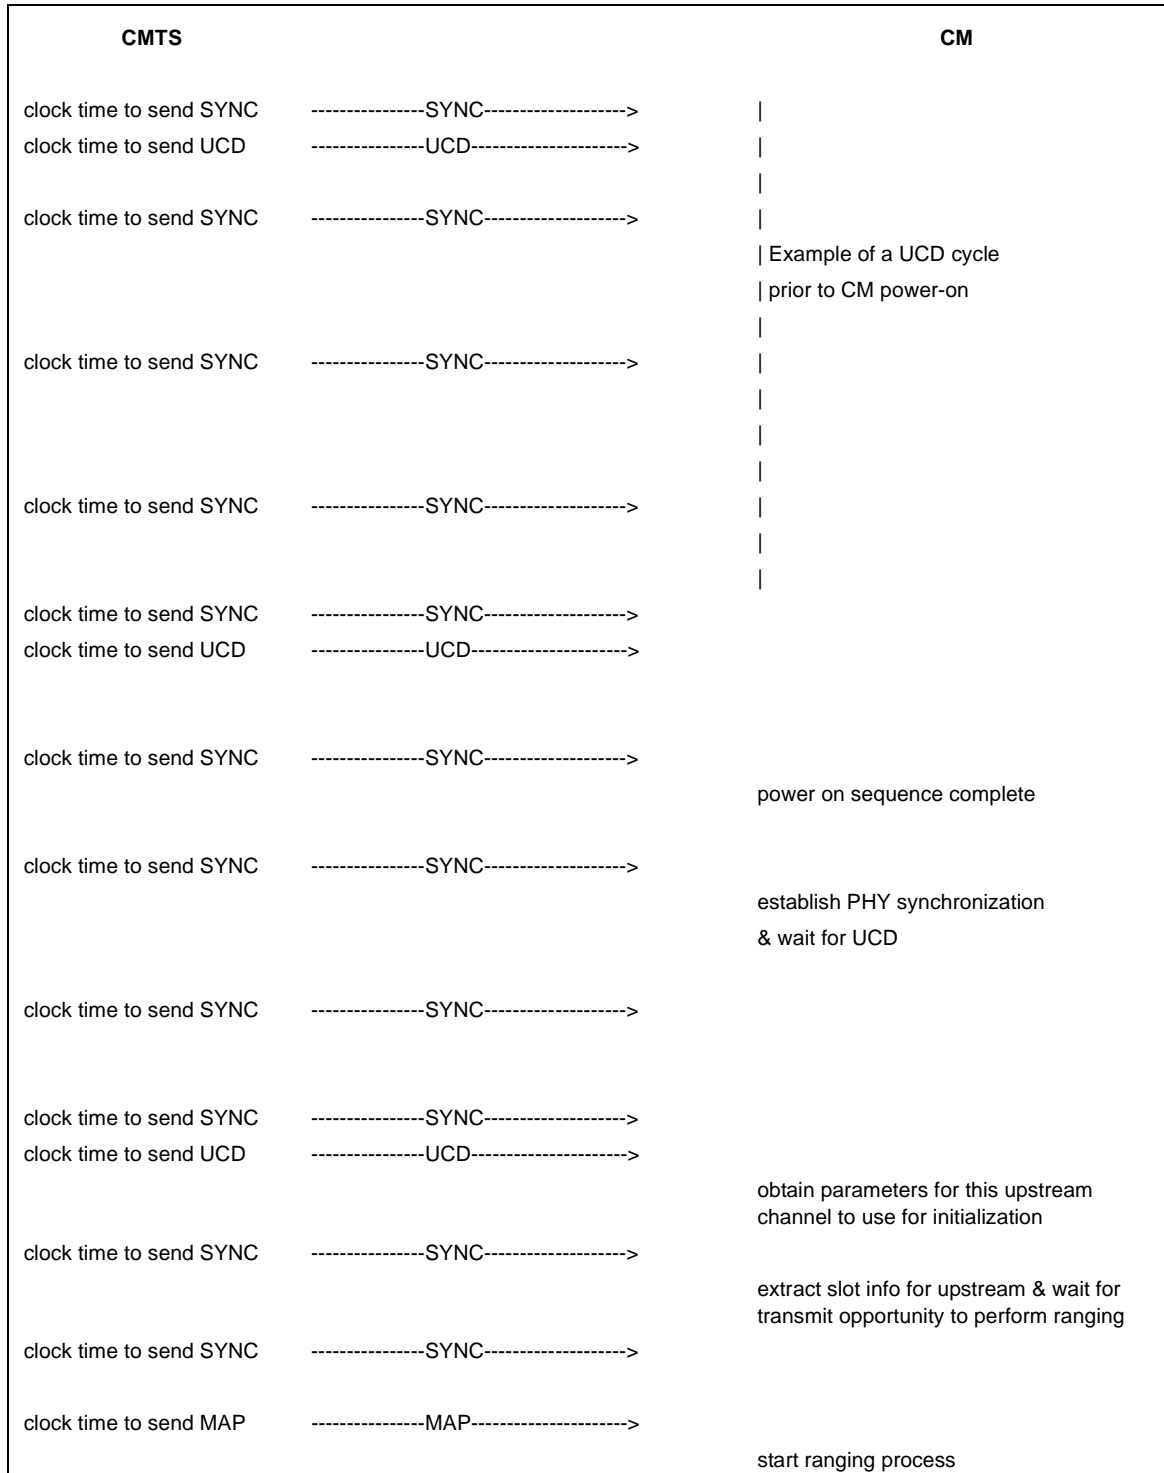 CMTS CM
clock time to send SYNC ----------------SYNC--------------------> |
clock time to send UCD ----------------UCD----------------------> |
|
clock time to send SYNC ----------------SYNC--------------------> |
| Example of a UCD cycle
| prior to CM power-on
|
clock time to send SYNC ----------------SYNC--------------------> |
|
|
|
clock time to send SYNC ----------------SYNC--------------------> |
|
|
clock time to send SYNC ----------------SYNC-------------------->
clock time to send UCD ----------------UCD---------------------->
clock time to send SYNC ----------------SYNC-------------------->
power on sequence complete
clock time to send SYNC ----------------SYNC-------------------->
establish PHY synchronization
& wait for UCD
clock time to send SYNC ----------------SYNC-------------------->
clock time to send SYNC ----------------SYNC-------------------->
clock time to send UCD ----------------UCD---------------------->
obtain parameters for this upstream
channel to use for initialization
clock time to send SYNC ----------------SYNC-------------------->
extract slot info for upstream & wait for
transmit opportunity to perform ranging
clock time to send SYNC ----------------SYNC-------------------->
clock time to send MAP ----------------MAP---------------------->
start ranging process